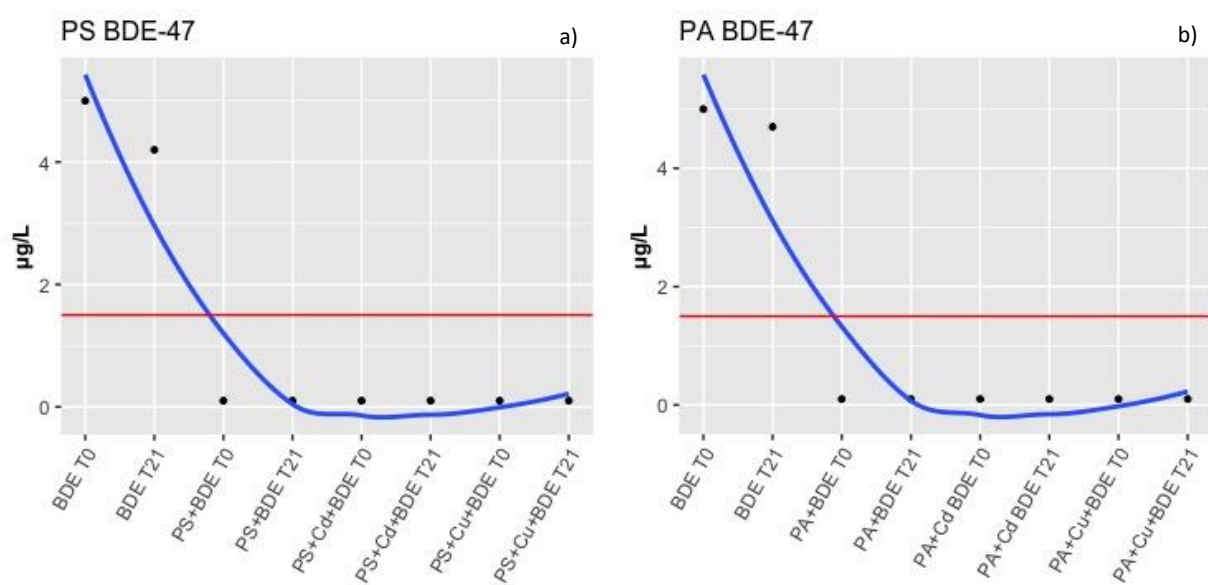 PS BDE-47
a)
µg/L
4
2
0
BDE T0
BDE T21
PS+BDE T0
PS+BDE T21
PS+Cd+BDE T0
PS+Cd+BDE T21
PS+Cu+BDE T0
PS+Cu+BDE T21
PA BDE-47
b)
µg/L
4
2
0
BDE T0
BDE T21
PA+BDE T0
PA+BDE T21
PA+Cd BDE T0
PA+Cd BDE T21
PA+Cu+BDE T0
PA+Cu+BDE T21